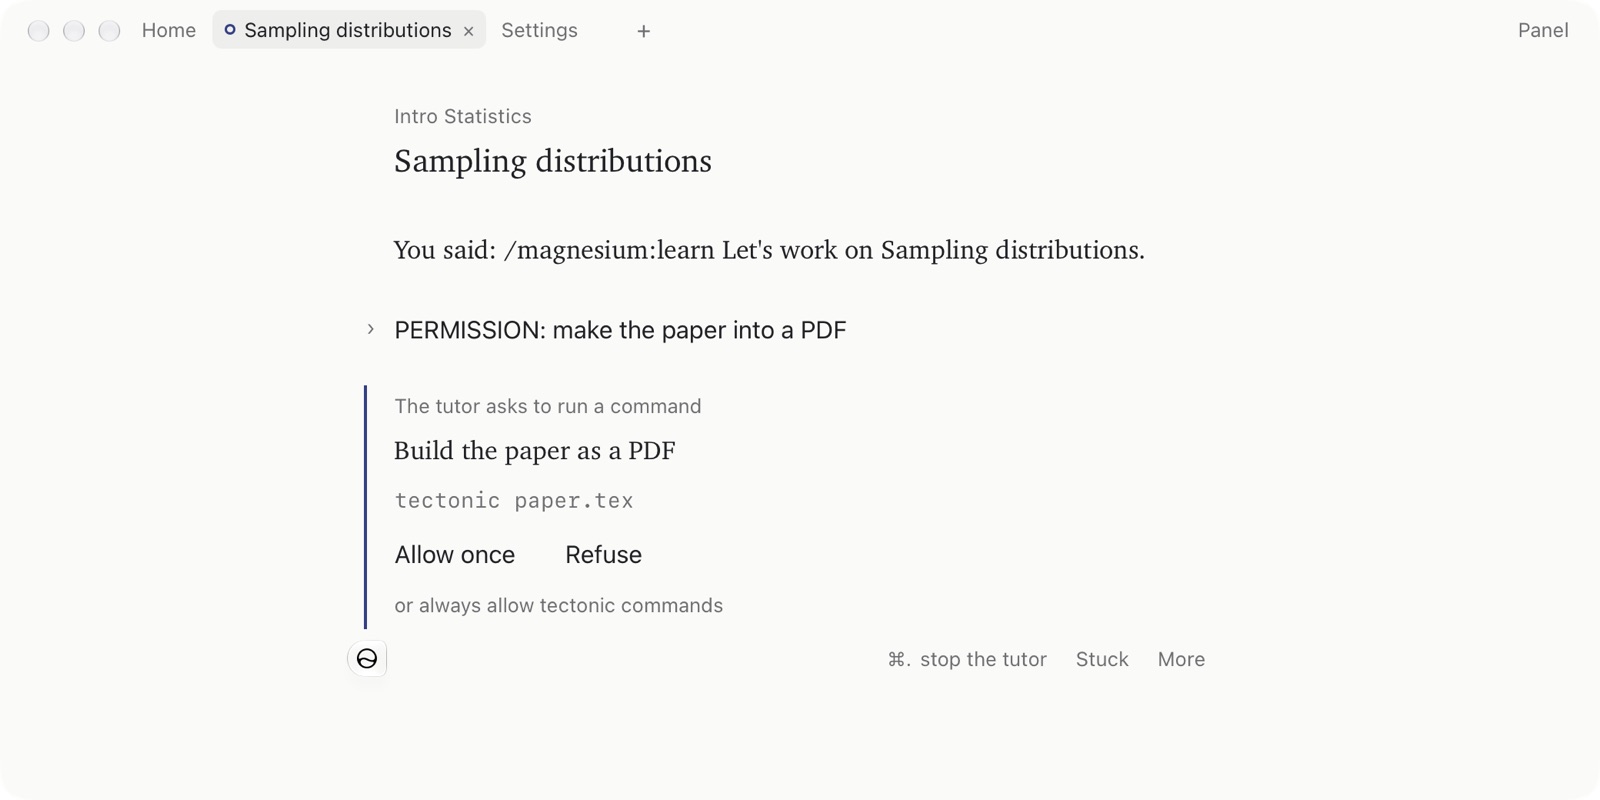 Home
Sampling distributions ×
Settings
+
Panel
Intro Statistics
Sampling distributions
You said: /magnesium:learn Let's work on Sampling distributions.
› PERMISSION: make the paper into a PDF
The tutor asks to run a command
Build the paper as a PDF
tectonic paper.tex
Allow once Refuse
or always allow tectonic commands
⌘. stop the tutor Stuck More